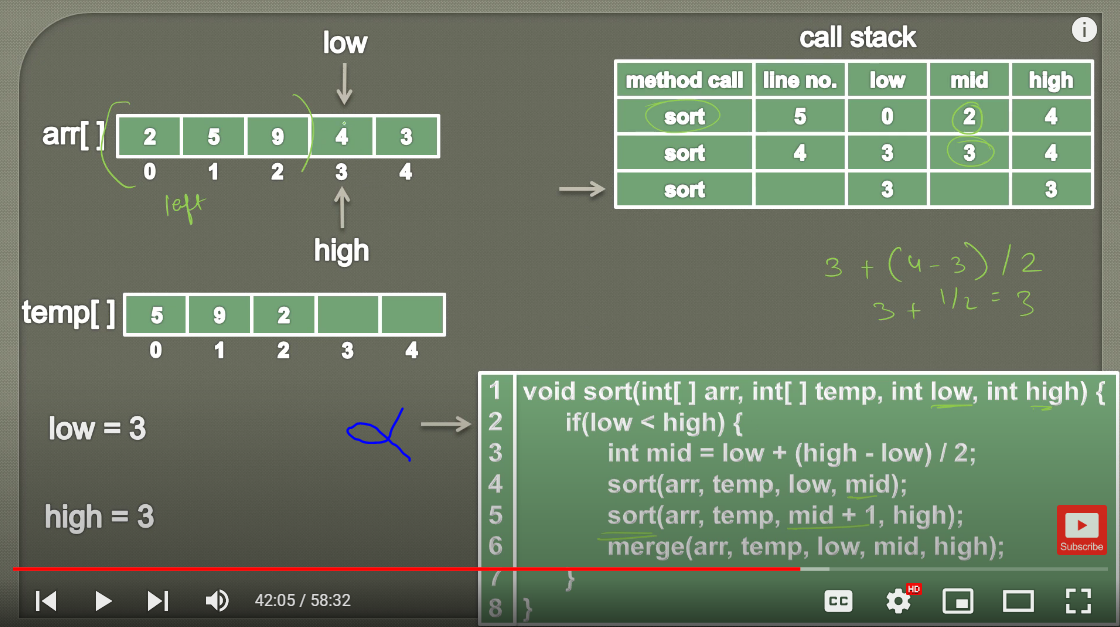 low
call stack
method call line no. low mid high
sort 5 0 2 4
sort 4 3 3 4
sort 3 3
arr[ ] 2 5 9 4 3
0 1 2 3 4
left
high
3 + (4 - 3) / 2
3 + 1/2 = 3
temp[ ] 5 9 2
0 1 2 3 4
low = 3
high = 3
1 void sort(int[ ] arr, int[ ] temp, int low, int high) {
2 if(low < high) {
3 int mid = low + (high - low) / 2;
4 sort(arr, temp, low, mid);
5 sort(arr, temp, mid + 1, high);
6 merge(arr, temp, low, mid, high);
7 }
8 }
Subscribe
42:05 / 58:32
CC
HD
i